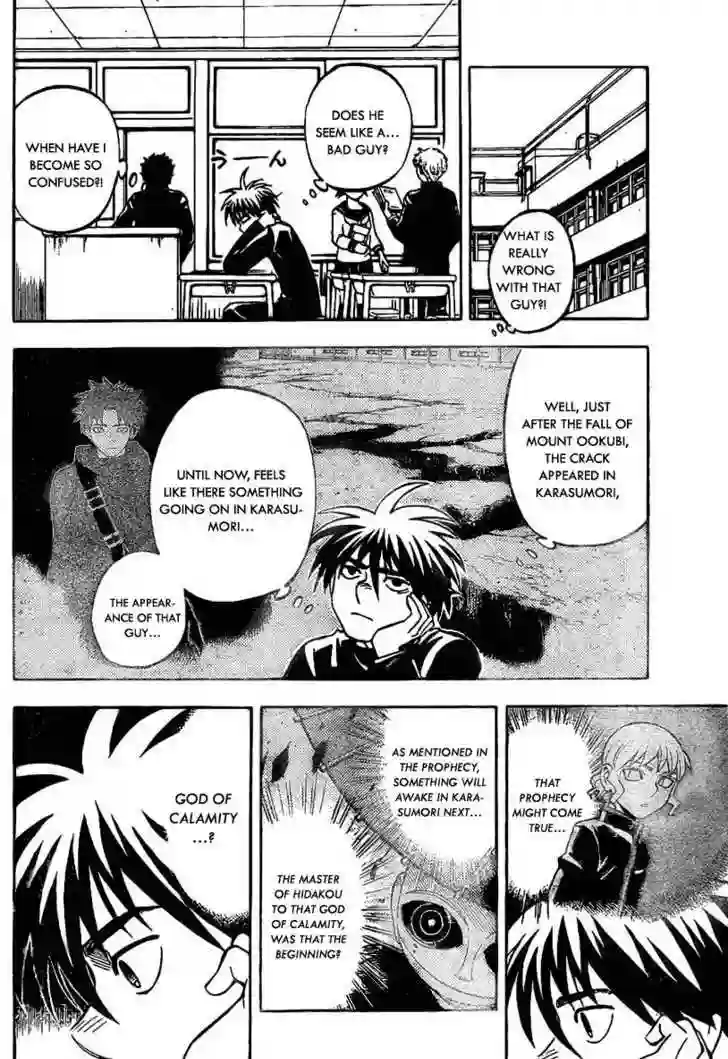 WHAT IS
REALLY
WRONG
WITH THAT
GUY?!
DOES HE
SEEM LIKE A...
BAD GUY?
WHEN HAVE I
BECOME SO
CONFUSED?!
WELL, JUST
AFTER THE FALL OF
MOUNT OOKUBI,
THE CRACK
APPEARED IN
KARASUMORI,
UNTIL NOW, FEELS
LIKE THERE SOMETHING
GOING ON IN KARASU-
MORI...
THE APPEAR-
ANCE OF THAT
GUY...
THAT
PROPHECY
MIGHT COME
TRUE...
AS MENTIONED IN
THE PROPHECY,
SOMETHING WILL
AWAKE IN KARA-
SUMORI NEXT...
THE MASTER
OF HIDAKOU
TO THAT GOD
OF CALAMITY,
WAS THAT THE
BEGINNING?
GOD OF
CALAMITY
...?